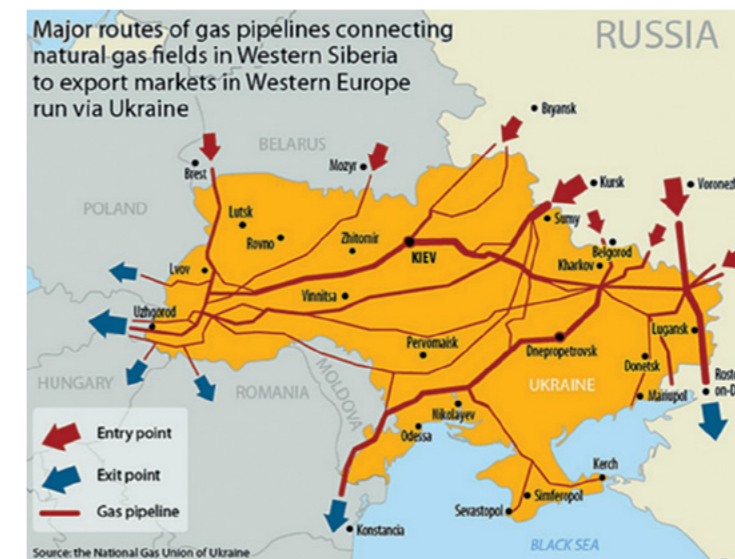 Major routes of gas pipelines connecting
natural gas fields in Western Siberia
to export markets in Western Europe
run via Ukraine
RUSSIA
Bryansk
BELARUS
Mozyr
Brest
Kursk
Voronezh
POLAND
Lutsk
Sumy
Rovno
Zhitomir
KIEV
Belgorod
Kharkov
Lvov
Vinnitsa
Uzhgorod
Lugansk
Pervomaisk
Dnepropetrovsk
Donetsk
HUNGARY
ROMANIA
MOLDOVA
UKRAINE
Rosto
on-D
Mariupol
Nikolayev
Odessa
Entry point
Exit point
Gas pipeline
Kerch
Simferopol
Sevastopol
Konstancia
BLACK SEA
Source: the National Gas Union of Ukraine